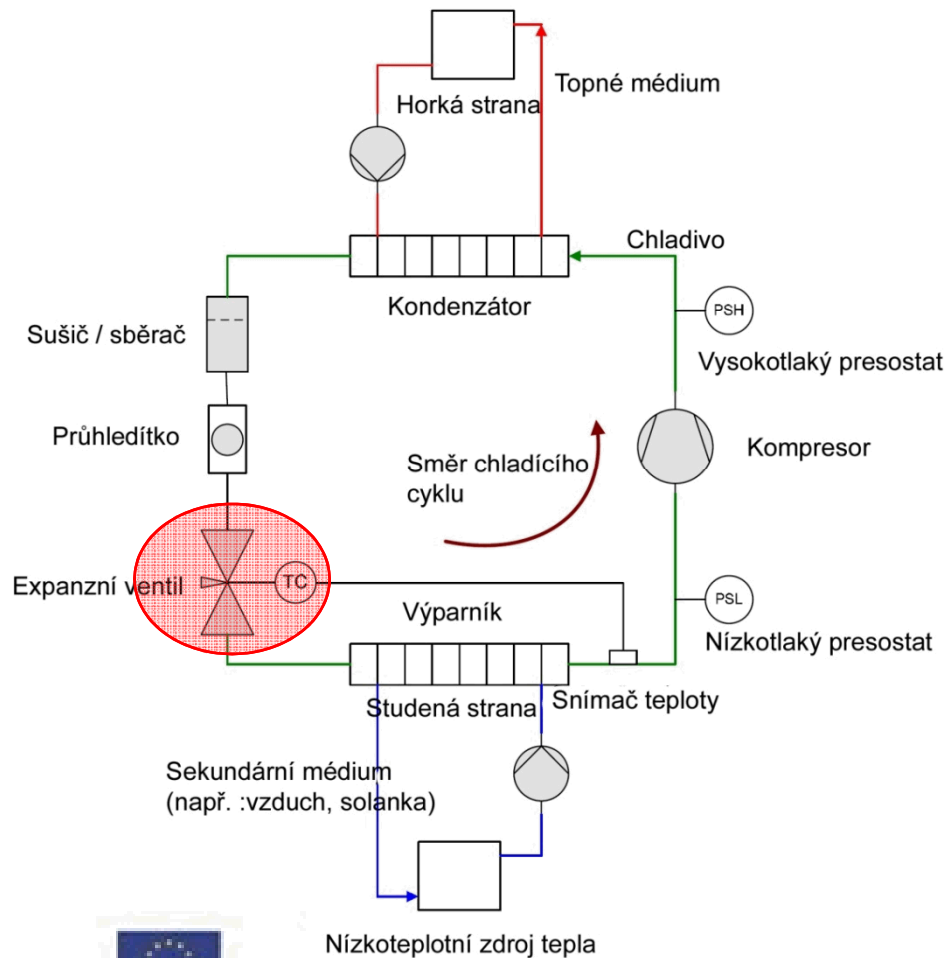 Horká strana
Topné médium
Chladivo
Kondenzátor
PSH
Sušič / sběrač
Vysokotlaký presostat
Průhledítko
Směr chladícího
cyklu
Kompresor
Expanzní ventil
TC
Výparník
PSL
Nízkotlaký presostat
Studená strana
Snímač teploty
Sekundární médium
(např. :vzduch, solanka)
Nízkoteplotní zdroj tepla